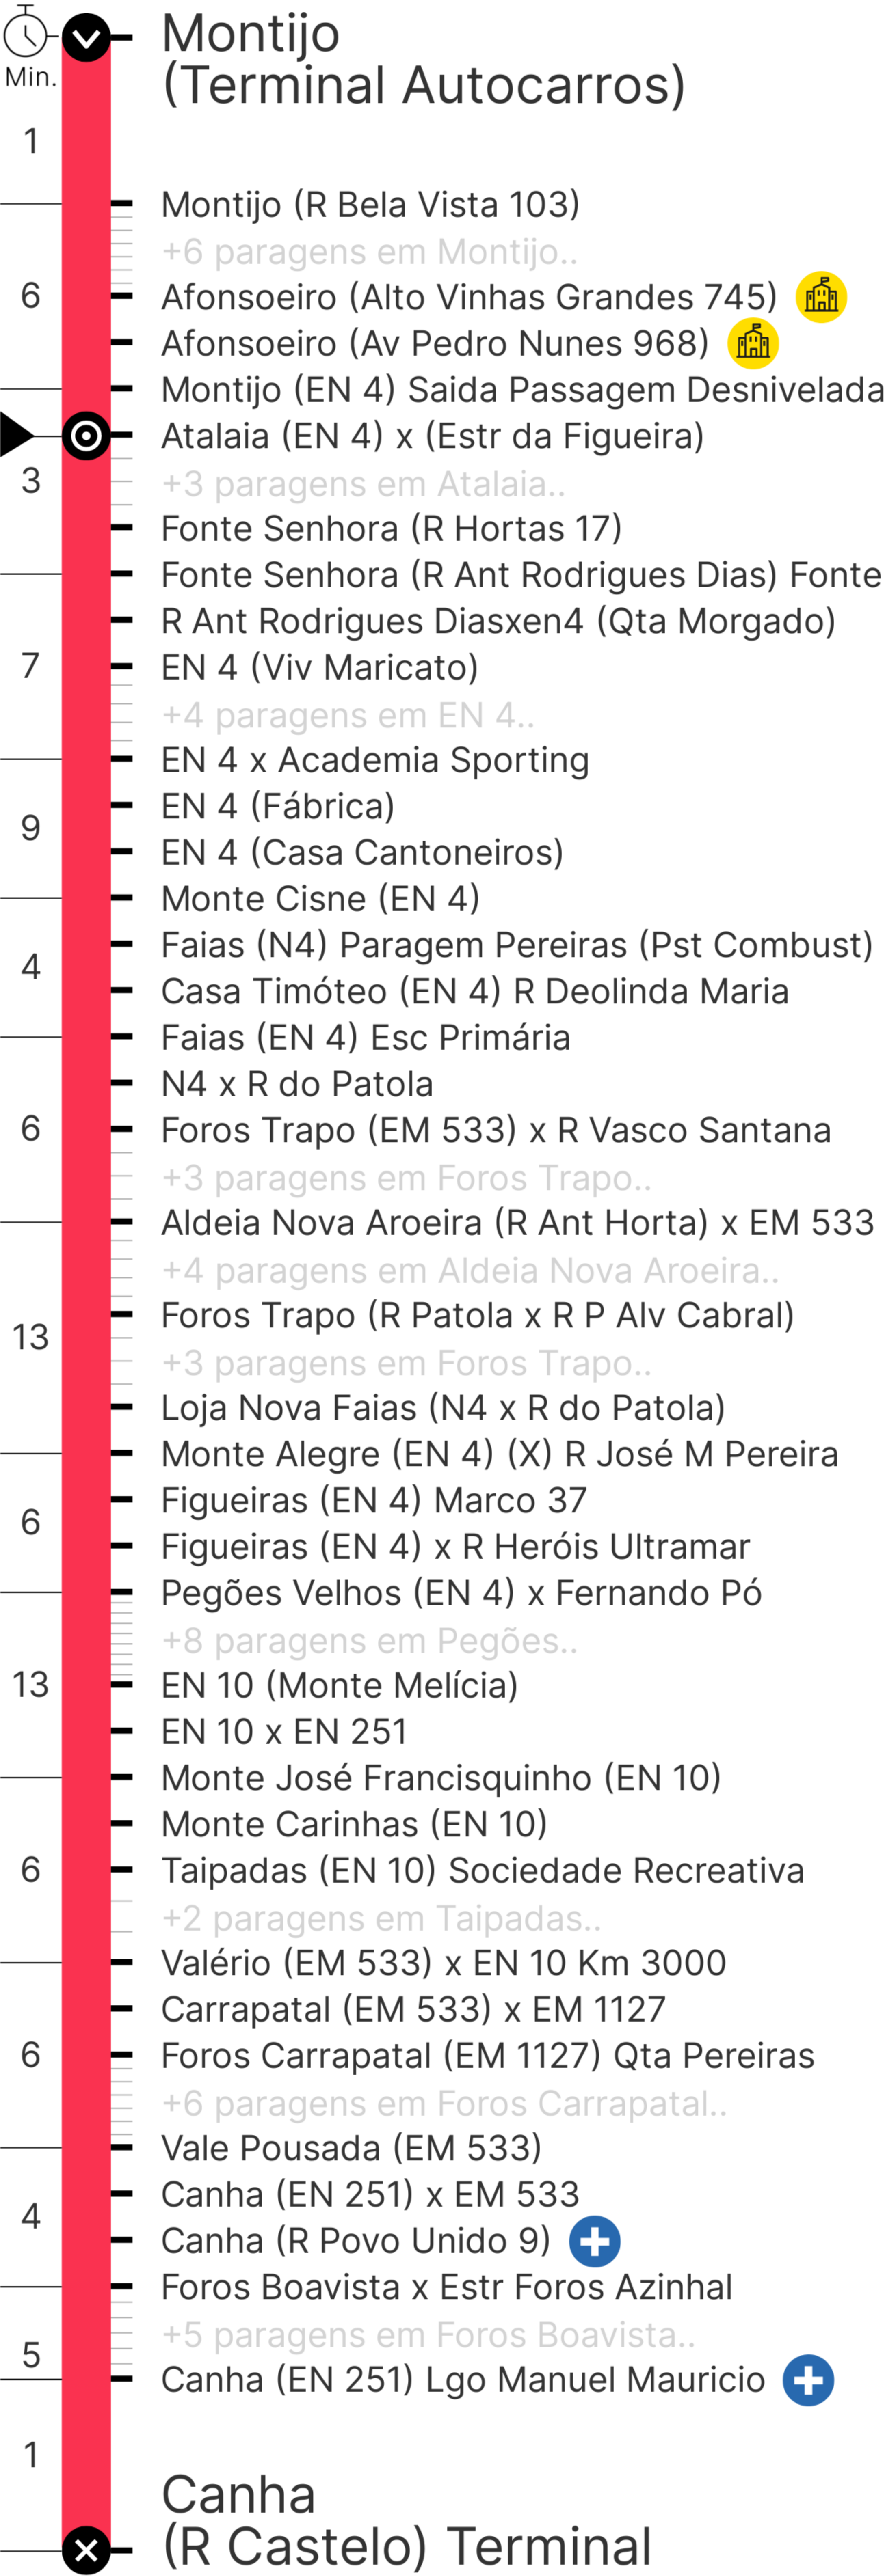 Montijo
(Terminal Autocarros)
Min.
1
Montijo (R Bela Vista 103)
+6 paragens em Montijo..
6
Afonsoeiro (Alto Vinhas Grandes 745)
Afonsoeiro (Av Pedro Nunes 968)
Montijo (EN 4) Saida Passagem Desnivelada
Atalaia (EN 4) x (Estr da Figueira)
3
+3 paragens em Atalaia..
Fonte Senhora (R Hortas 17)
Fonte Senhora (R Ant Rodrigues Dias) Fonte
R Ant Rodrigues Diasxen4 (Qta Morgado)
7
EN 4 (Viv Maricato)
+4 paragens em EN 4..
EN 4 x Academia Sporting
EN 4 (Fábrica)
9
EN 4 (Casa Cantoneiros)
Monte Cisne (EN 4)
Faias (N4) Paragem Pereiras (Pst Combust)
4
Casa Timóteo (EN 4) R Deolinda Maria
Faias (EN 4) Esc Primária
N4 x R do Patola
6
Foros Trapo (EM 533) x R Vasco Santana
+3 paragens em Foros Trapo..
Aldeia Nova Aroeira (R Ant Horta) x EM 533
+4 paragens em Aldeia Nova Aroeira..
Foros Trapo (R Patola x R P Alv Cabral)
13
+3 paragens em Foros Trapo..
Loja Nova Faias (N4 x R do Patola)
Monte Alegre (EN 4) (X) R José M Pereira
Figueiras (EN 4) Marco 37
6
Figueiras (EN 4) x R Heróis Ultramar
Pegões Velhos (EN 4) x Fernando Pó
+8 paragens em Pegões..
13
EN 10 (Monte Melícia)
EN 10 x EN 251
Monte José Francisquinho (EN 10)
Monte Carinhas (EN 10)
6
Taipadas (EN 10) Sociedade Recreativa
+2 paragens em Taipadas..
Valério (EM 533) x EN 10 Km 3000
Carrapatal (EM 533) x EM 1127
6
Foros Carrapatal (EM 1127) Qta Pereiras
+6 paragens em Foros Carrapatal..
Vale Pousada (EM 533)
Canha (EN 251) x EM 533
4
Canha (R Povo Unido 9)
Foros Boavista x Estr Foros Azinhal
+5 paragens em Foros Boavista..
5
Canha (EN 251) Lgo Manuel Mauricio
1
Canha
(R Castelo) Terminal